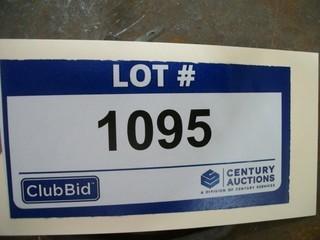 LOT #
1095
ClubBid
CENTURY
AUCTIONS
A DIVISION OF CENTURY SERVICES